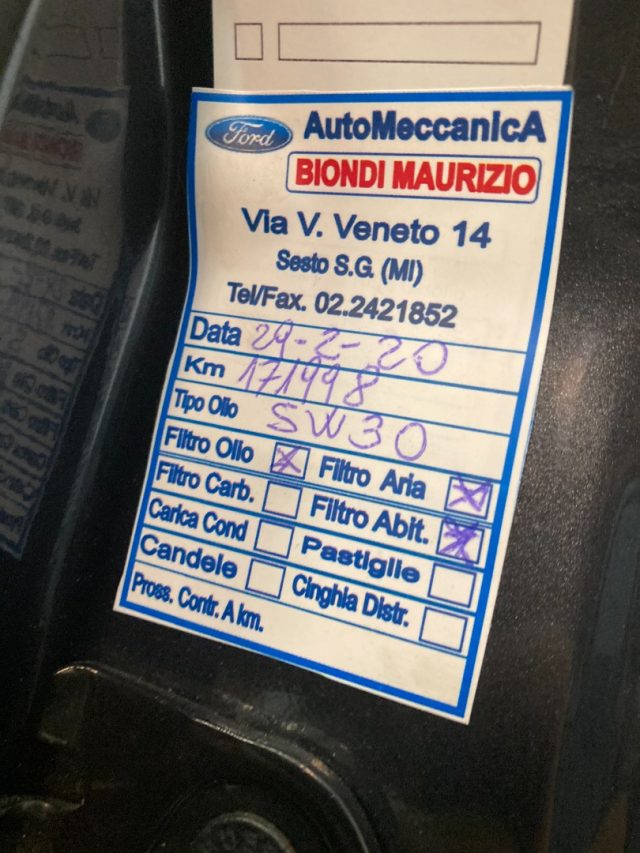 Ford AutoMeccanicA
BIONDI MAURIZIO
Via V. Veneto 14
Sesto S.G. (MI)
Tel/Fax. 02.2421852
Data 29-2-20
Km 171998
Tipo Olio 5W30
Filtro Olio Filtro Aria
Filtro Carb. Filtro Abit.
Carica Cond Pastiglie
Candele Cinghia Distr.
Pross. Contr. A km.